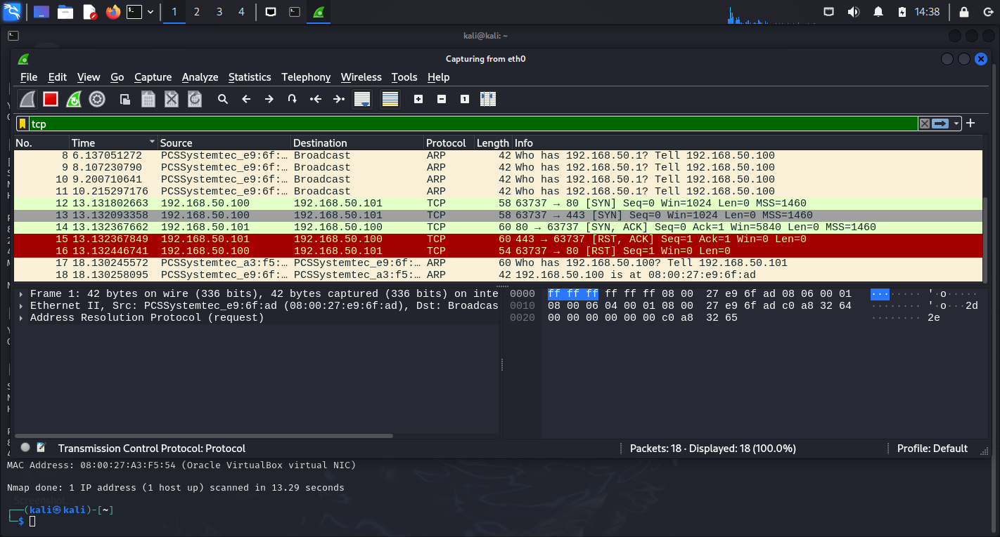 1 2 3 4 14:38
kali@kali: ~
Capturing from eth0
File Edit View Go Capture Analyze Statistics Telephony Wireless Tools Help
tcp
No. Time Source Destination Protocol Length Info
8 6.137051272 PCSSystemtec_e9:6f:… Broadcast ARP 42 Who has 192.168.50.1? Tell 192.168.50.100
9 8.107230790 PCSSystemtec_e9:6f:… Broadcast ARP 42 Who has 192.168.50.1? Tell 192.168.50.100
10 9.200710641 PCSSystemtec_e9:6f:… Broadcast ARP 42 Who has 192.168.50.1? Tell 192.168.50.100
11 10.215297176 PCSSystemtec_e9:6f:… Broadcast ARP 42 Who has 192.168.50.1? Tell 192.168.50.100
12 13.131802663 192.168.50.100 192.168.50.101 TCP 58 63737 → 80 [SYN] Seq=0 Win=1024 Len=0 MSS=1460
13 13.132093358 192.168.50.100 192.168.50.101 TCP 58 63737 → 443 [SYN] Seq=0 Win=1024 Len=0 MSS=1460
14 13.132367662 192.168.50.101 192.168.50.100 TCP 60 80 → 63737 [SYN, ACK] Seq=0 Ack=1 Win=5840 Len=0 MSS=1460
15 13.132367849 192.168.50.101 192.168.50.100 TCP 60 443 → 63737 [RST, ACK] Seq=1 Ack=1 Win=0 Len=0
16 13.132446741 192.168.50.100 192.168.50.101 TCP 54 63737 → 80 [RST] Seq=1 Win=0 Len=0
17 18.130245572 PCSSystemtec_a3:f5:… PCSSystemtec_e9:6f:… ARP 60 Who has 192.168.50.100? Tell 192.168.50.101
18 18.130258095 PCSSystemtec_e9:6f:… PCSSystemtec_a3:f5:… ARP 42 192.168.50.100 is at 08:00:27:e9:6f:ad
Frame 1: 42 bytes on wire (336 bits), 42 bytes captured (336 bits) on inte
Ethernet II, Src: PCSSystemtec_e9:6f:ad (08:00:27:e9:6f:ad), Dst: Broadcas
Address Resolution Protocol (request)
0000 ff ff ff ff ff ff 08 00 27 e9 6f ad 08 06 00 01 ········ '·o·····
0010 08 00 06 04 00 01 08 00 27 e9 6f ad c0 a8 32 64 ········ '·o···2d
0020 00 00 00 00 00 00 c0 a8 32 65 ········ 2e
Transmission Control Protocol: Protocol Packets: 18 · Displayed: 18 (100.0%) Profile: Default
MAC Address: 08:00:27:A3:F5:54 (Oracle VirtualBox virtual NIC)
Nmap done: 1 IP address (1 host up) scanned in 13.29 seconds
Screenshot
┌──(kali㉿kali)-[~]
└─$